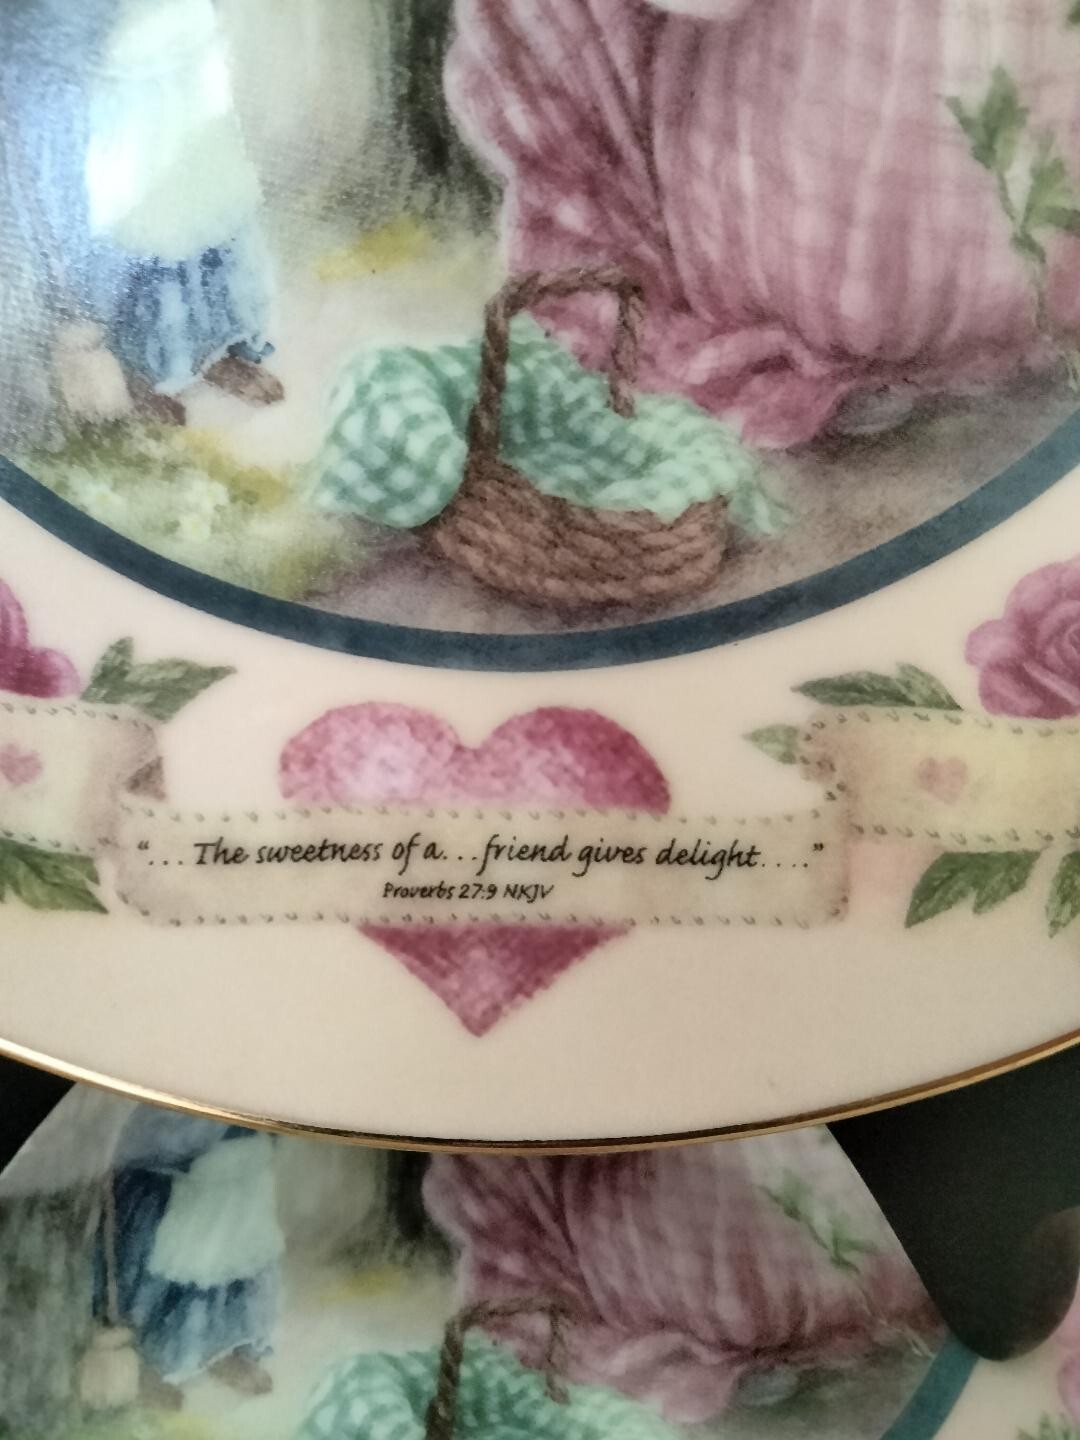 "... The sweetness of a...friend gives delight...."
Proverbs 27:9 NKJV